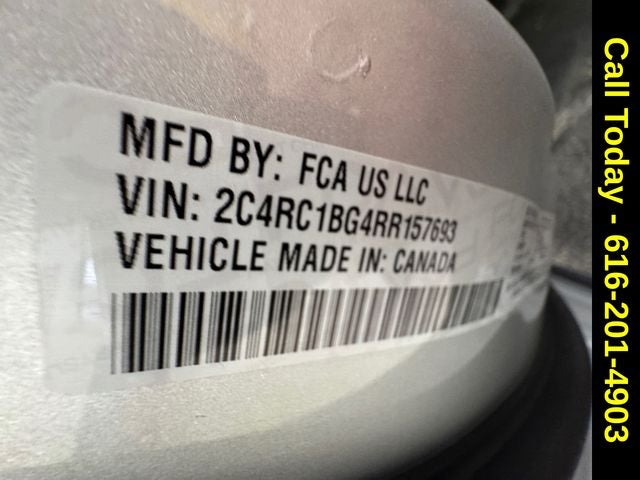 MFD BY: FCA US LLC
VIN: 2C4RC1BG4RR157693
VEHICLE MADE IN: CANADA
Call Today - 616-201-4903